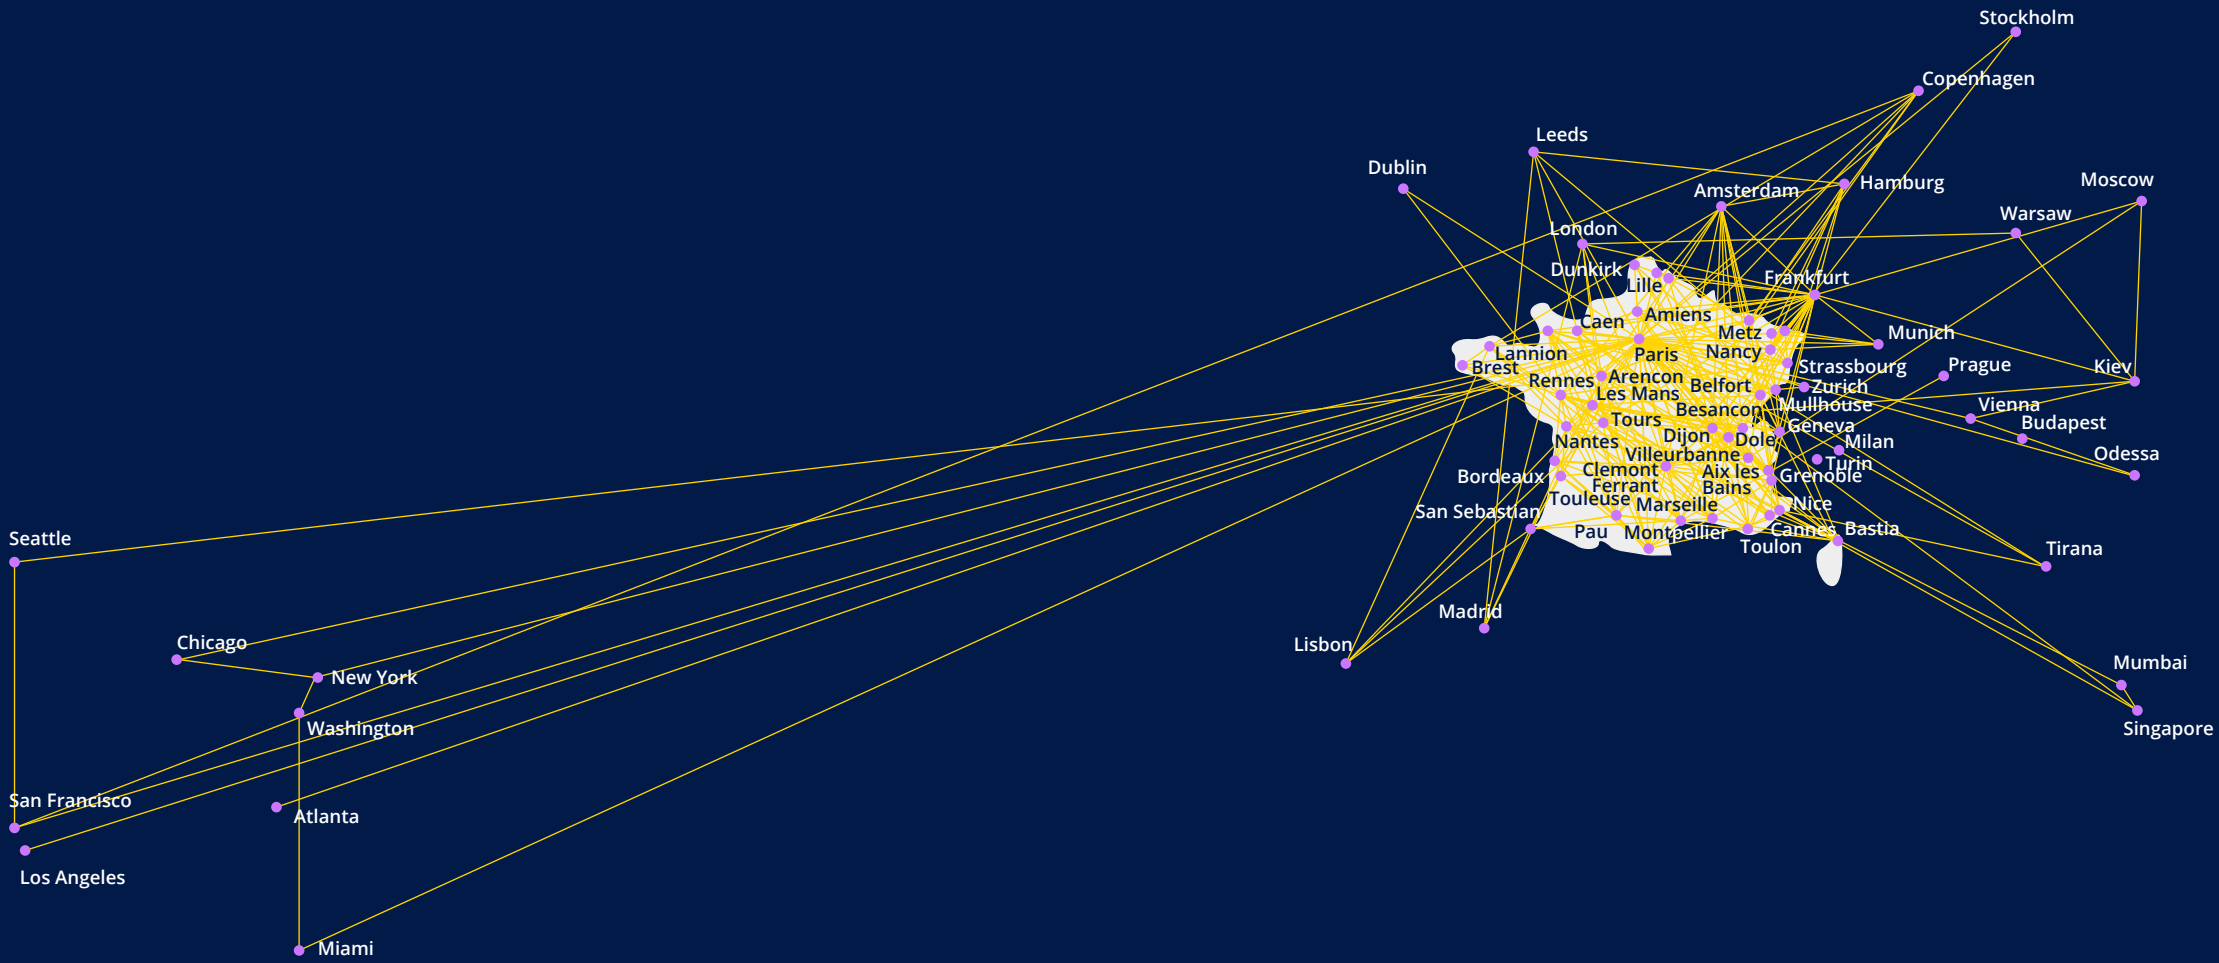 Stockholm
Copenhagen
Leeds
Dublin
Amsterdam
Hamburg
Moscow
Warsaw
London
Dunkirk
Frankfurt
Lille
Caen
Amiens
Metz
Munich
Lannion
Paris
Nancy
Brest
Strassbourg
Prague
Kiev
Rennes
Arencon
Belfort
Zurich
Les Mans
Mullhouse
Vienna
Besancon
Tours
Geneva
Budapest
Nantes
Dijon
Dole
Milan
Villeurbanne
Odessa
Clemont
Ferrant
Aix les
Bains
Turin
Bordeaux
Grenoble
Touleuse
Marseille
Nice
San Sebastian
Pau
Montpellier
Cannes
Bastia
Toulon
Tirana
Seattle
Madrid
Chicago
Lisbon
Mumbai
New York
Washington
Singapore
San Francisco
Atlanta
Los Angeles
Miami